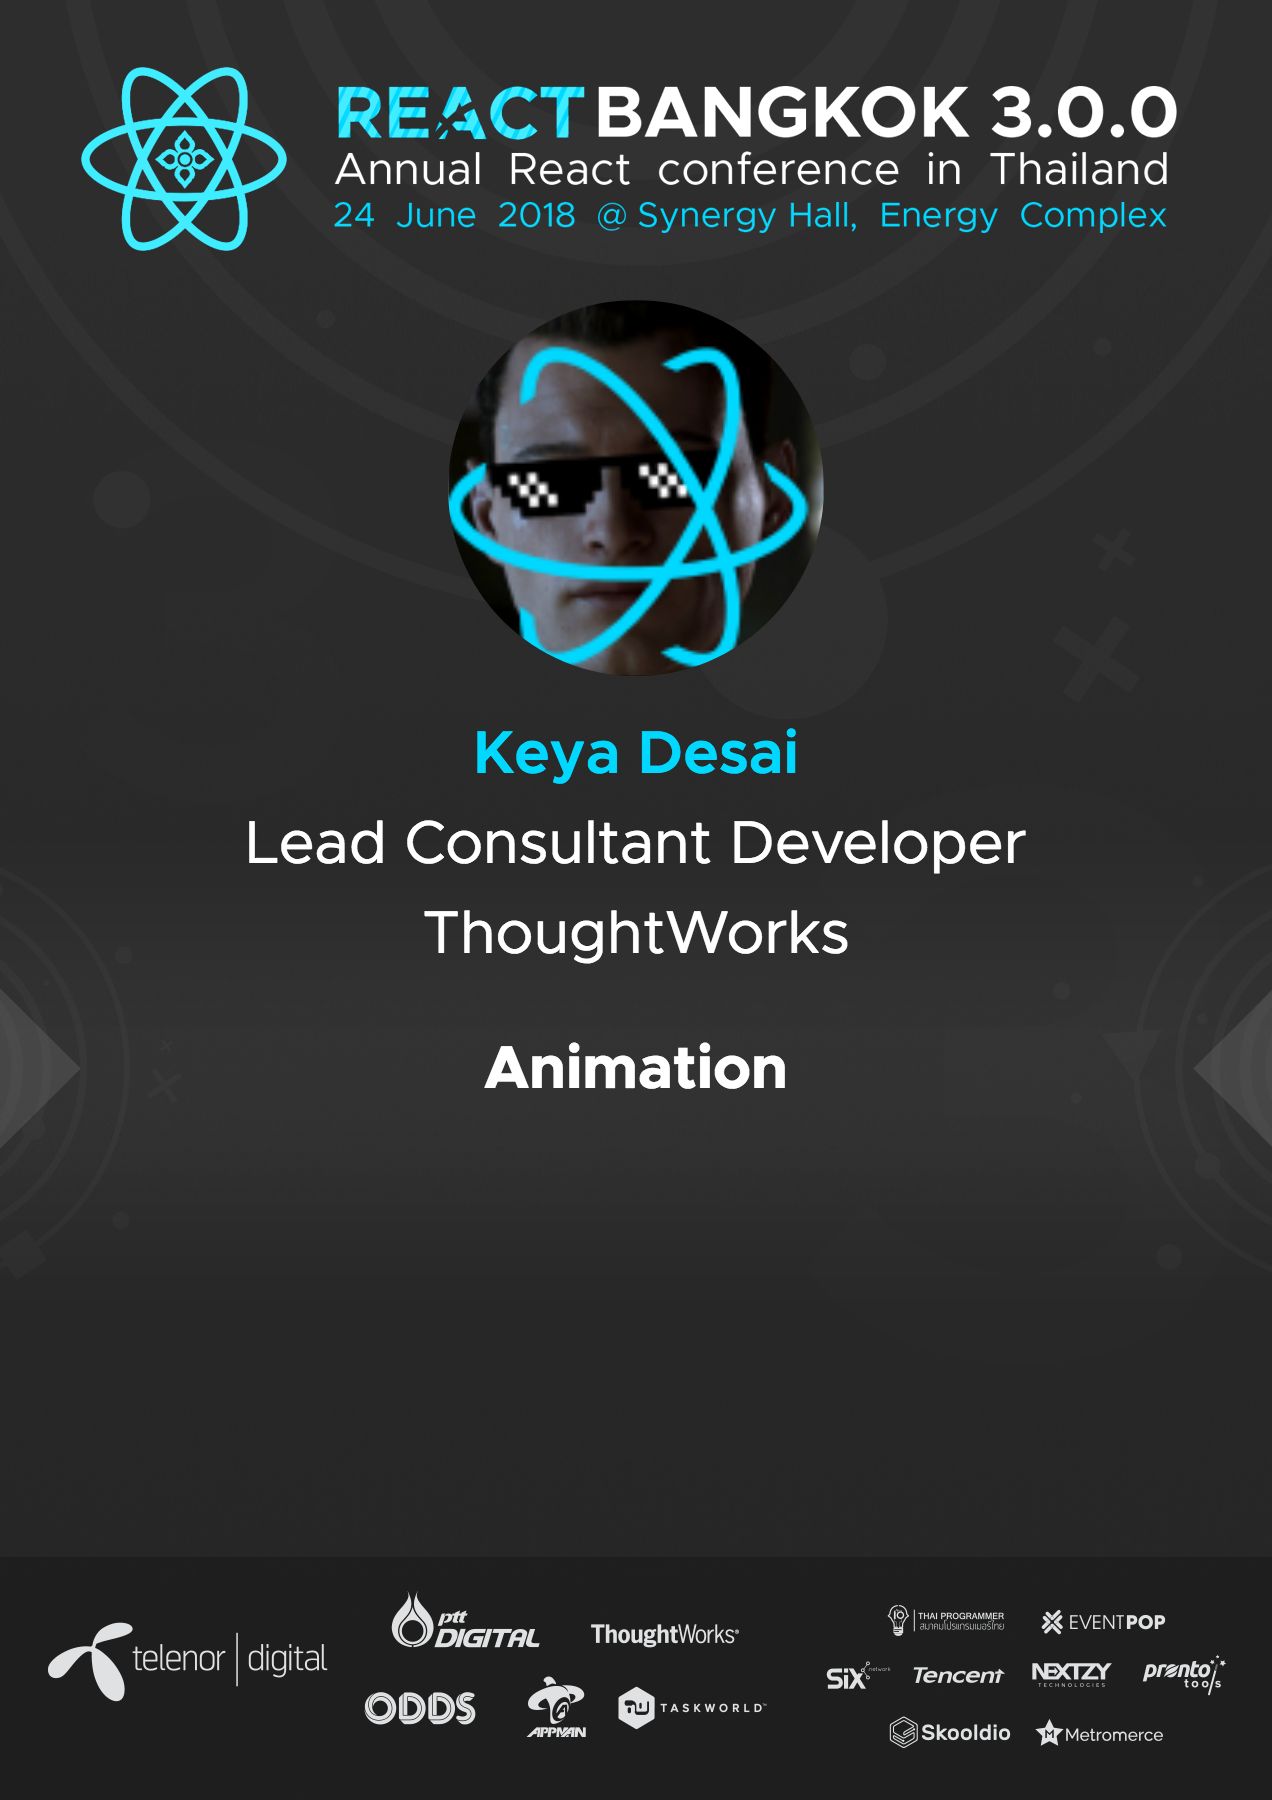 REACT BANGKOK 3.0.0
Annual React conference in Thailand
24 June 2018 @ Synergy Hall, Energy Complex
Keya Desai
Lead Consultant Developer
ThoughtWorks
Animation
telenor | digital
ptt
DIGITAL
ThoughtWorks®
ODDS
APPMAN
TASKWORLD™
THAI PROGRAMMER
สมาคมโปรแกรมเมอร์ไทย
EVENTPOP
SiX network
Tencent
NEXTZY
TECHNOLOGIES
pronto
tools
Skooldio
M Metromerce